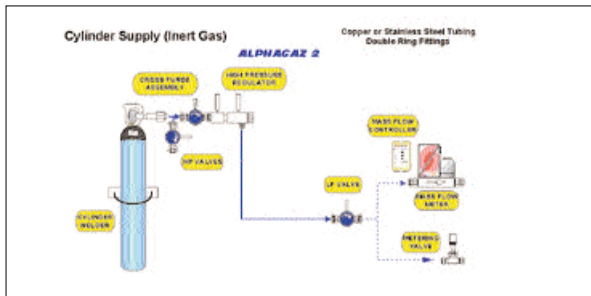 Cylinder Supply (Inert Gas)
Copper or Stainless Steel Tubing
Double Ring Fittings
ALPHAGAZ 2
CROSS PURGE
ASSEMBLY
HIGH PRESSURE
REGULATOR
MASS FLOW
CONTROLLER
HP VALVES
LP VALVE
MASS FLOW
METER
CYLINDER
HOLDER
METERING
VALVE